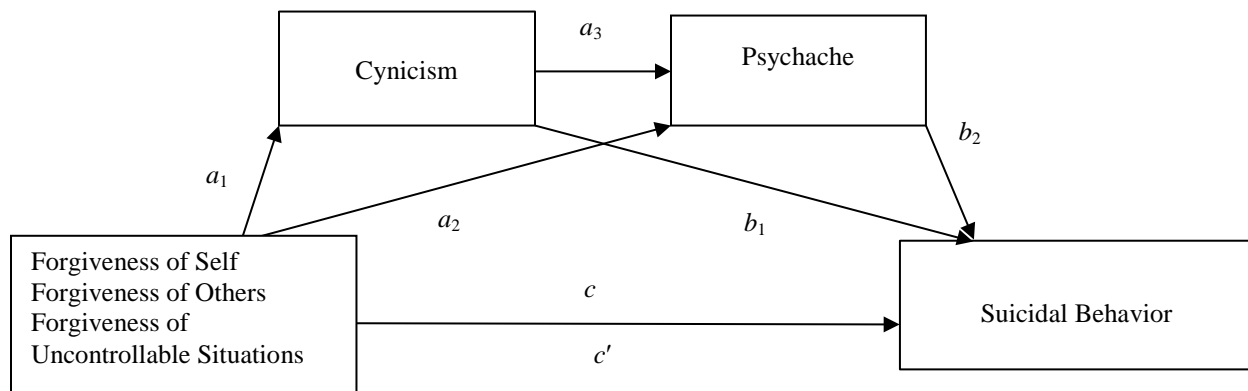 a₃
Cynicism
Psychache
b₂
a₁
a₂
b₁
Forgiveness of Self
Forgiveness of Others
Forgiveness of
Uncontrollable Situations
c
Suicidal Behavior
c′